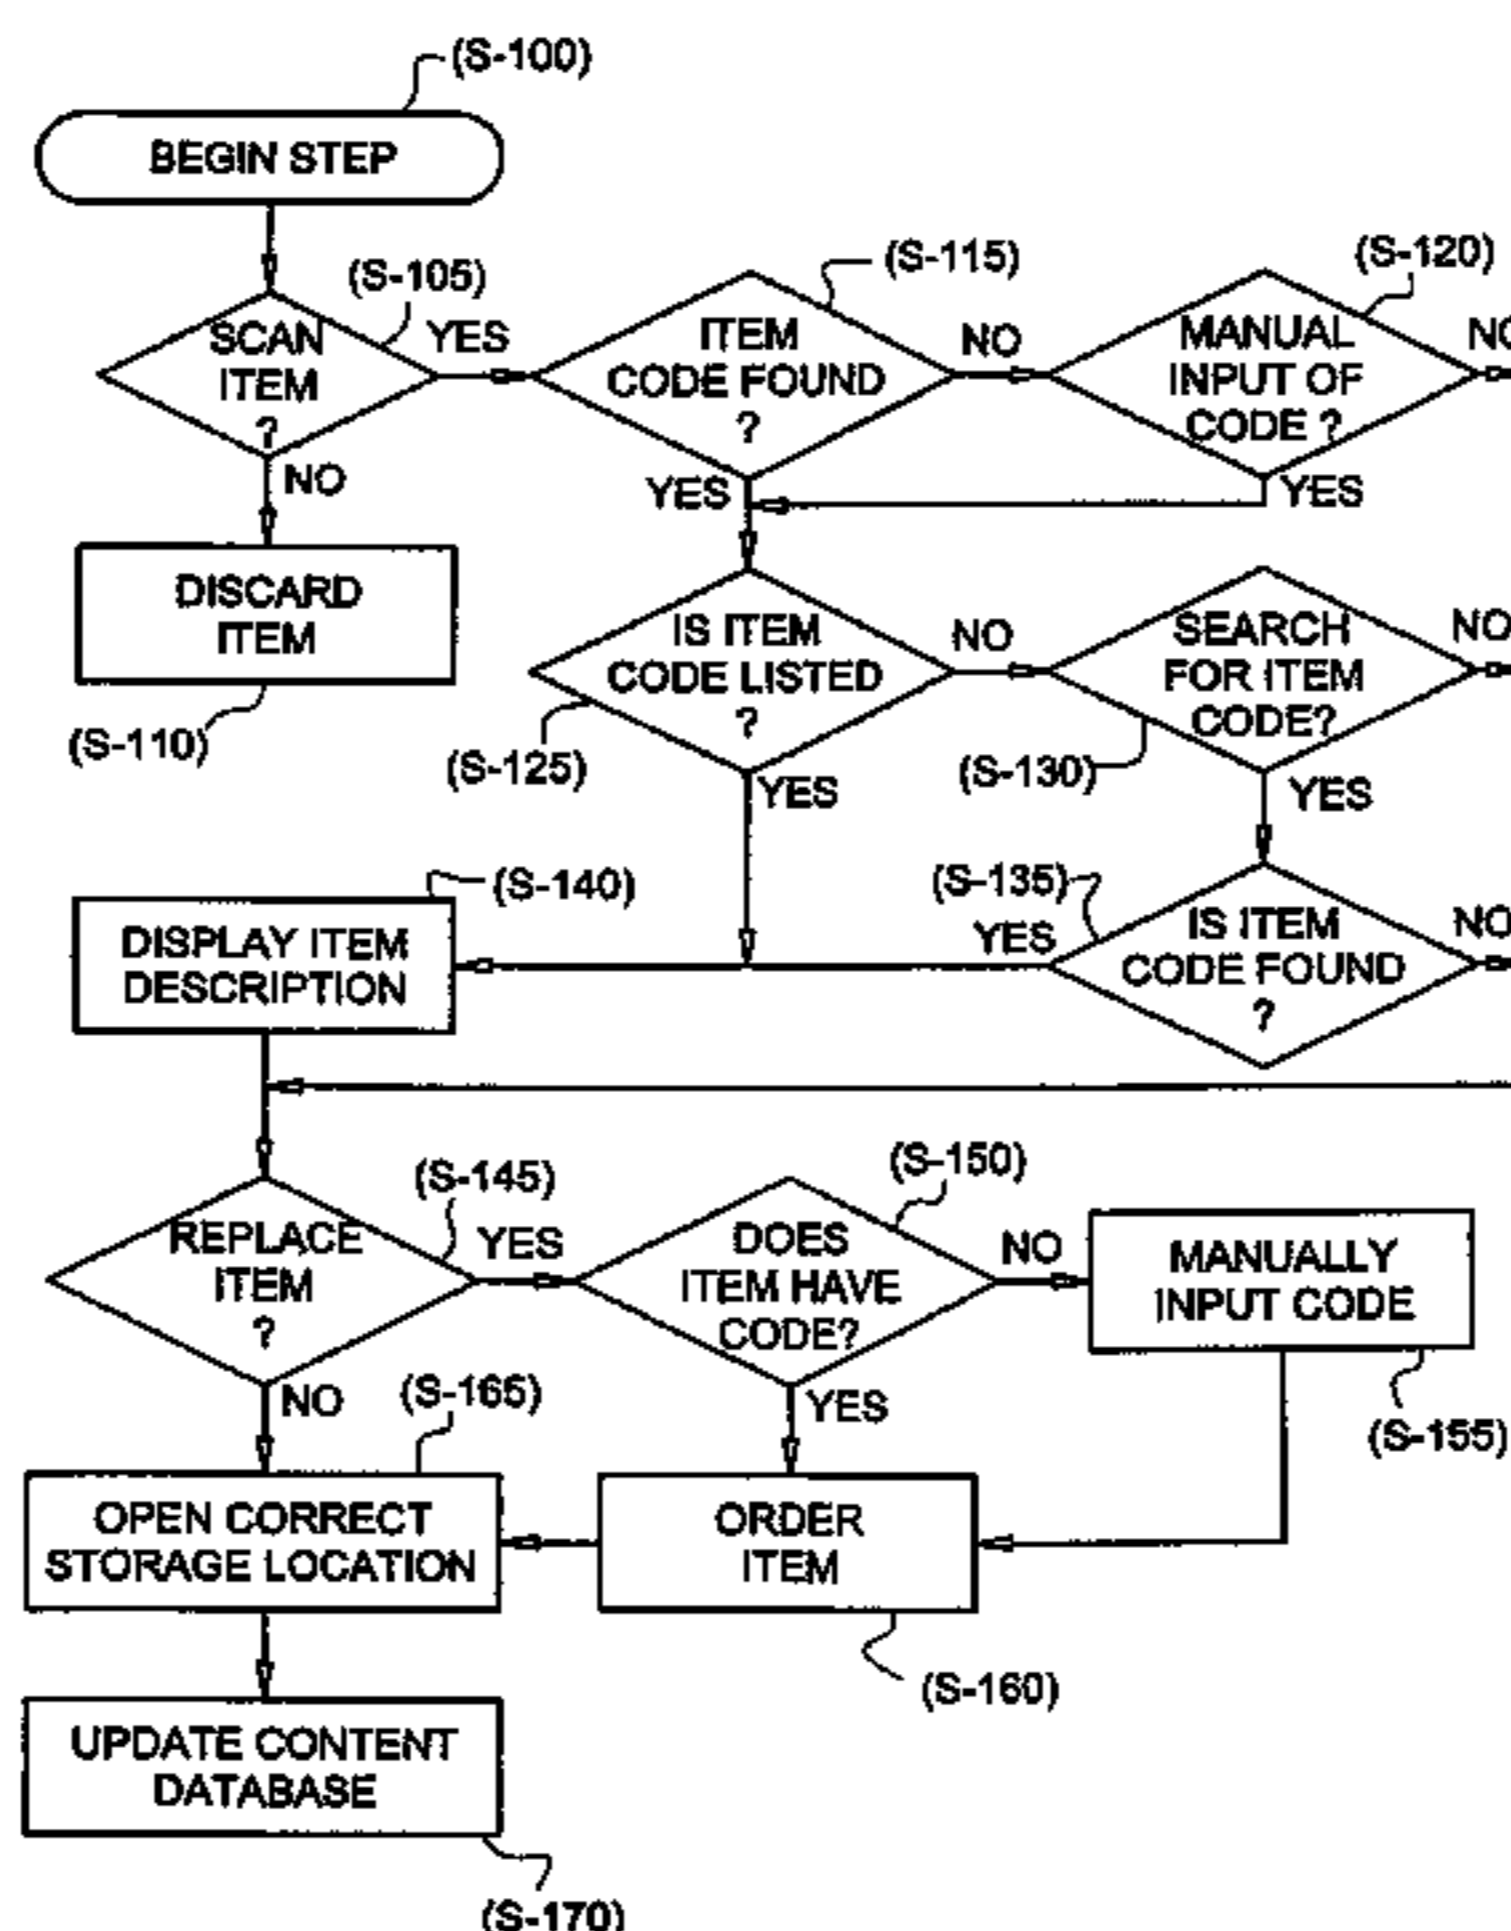 (S-100)
BEGIN STEP
(S-105)
SCAN
ITEM
?
YES
NO
DISCARD
ITEM
(S-110)
(S-115)
ITEM
CODE FOUND
?
NO
YES
(S-120)
MANUAL
INPUT OF
CODE ?
NO
YES
IS ITEM
CODE LISTED
?
(S-125)
NO
YES
SEARCH
FOR ITEM
CODE?
(S-130)
NO
YES
(S-135)
IS ITEM
CODE FOUND
?
YES
NO
(S-140)
DISPLAY ITEM
DESCRIPTION
(S-145)
REPLACE
ITEM
?
YES
NO
(S-150)
DOES
ITEM HAVE
CODE?
NO
YES
MANUALLY
INPUT CODE
(S-155)
(S-165)
OPEN CORRECT
STORAGE LOCATION
ORDER
ITEM
(S-160)
UPDATE CONTENT
DATABASE
(S-170)